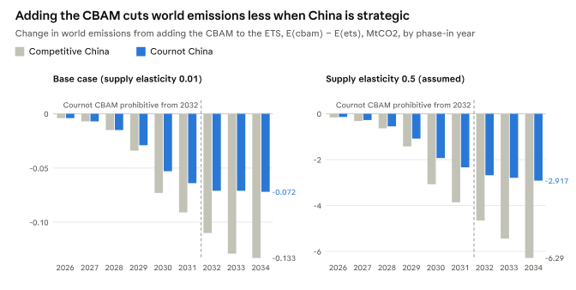 Adding the CBAM cuts world emissions less when China is strategic
Change in world emissions from adding the CBAM to the ETS, E(cbam) − E(ets), MtCO2, by phase-in year
Competitive China Cournot China
Base case (supply elasticity 0.01)
Cournot CBAM prohibitive from 2032
0
-0.05
-0.10
-0.072
-0.133
2026 2027 2028 2029 2030 2031 2032 2033 2034
Supply elasticity 0.5 (assumed)
Cournot CBAM prohibitive from 2032
0
-2
-4
-6
-2.917
-6.29
2026 2027 2028 2029 2030 2031 2032 2033 2034